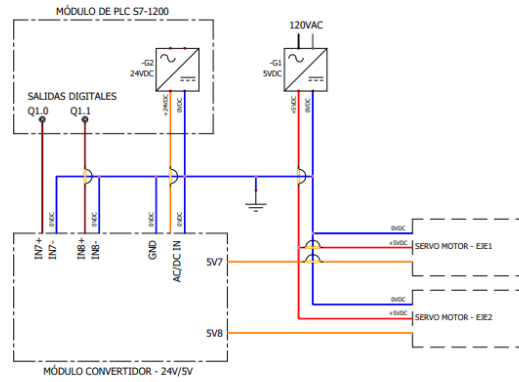 MÓDULO DE PLC S7-1200
120VAC
-G2
24VDC
-G1
5VDC
SALIDAS DIGITALES
Q1.0
Q1.1
+24VDC
0VDC
+5VDC
0VDC
0VDC
0VDC
0VDC
IN7+
IN7-
IN8+
IN8-
GND
AC/DC IN
5V7
5V8
0VDC
+5VDC
SERVO MOTOR - EJE1
0VDC
+5VDC
SERVO MOTOR - EJE2
MÓDULO CONVERTIDOR - 24V/5V